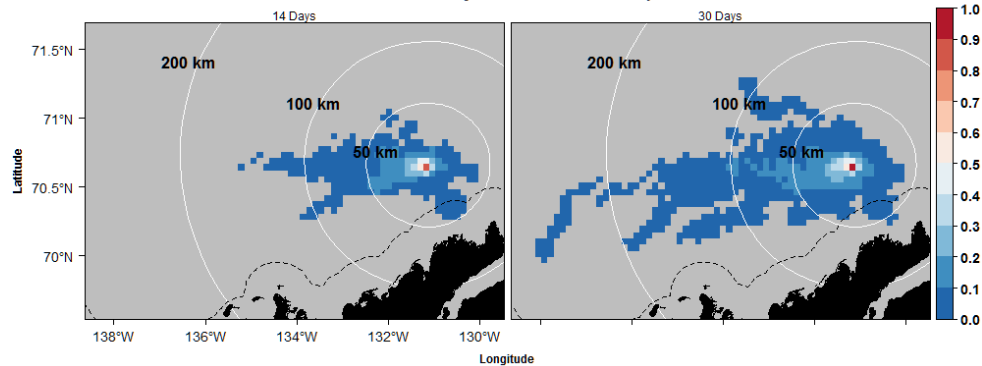 14 Days
30 Days
200 km
100 km
50 km
200 km
100 km
50 km
71.5°N
71°N
70.5°N
70°N
Latitude
138°W
136°W
134°W
132°W
130°W
Longitude
1.0
0.9
0.8
0.7
0.6
0.5
0.4
0.3
0.2
0.1
0.0